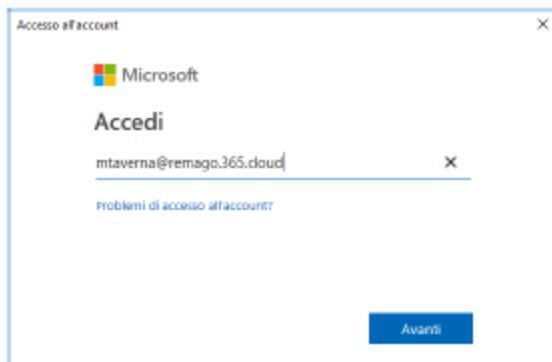 Accesso all'account
Microsoft
Accedi
mtaverna@remago.365.cloud
Problemi di accesso all'account?
Avanti